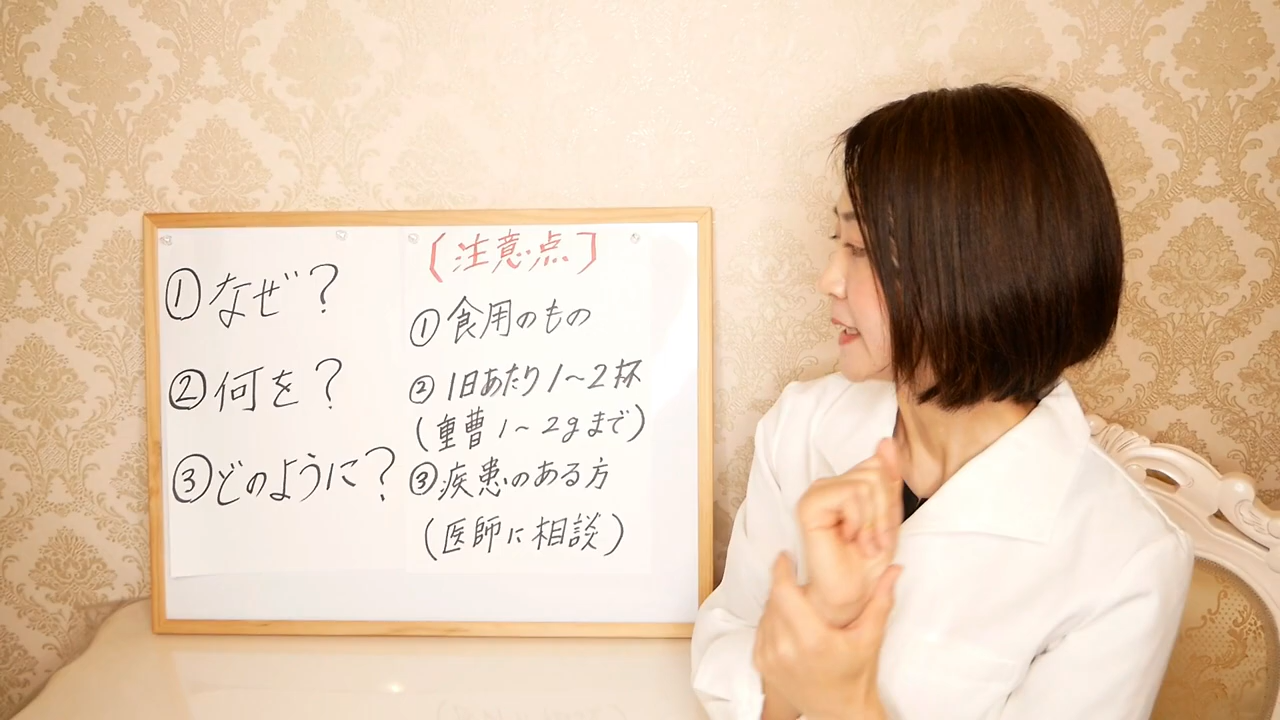 ①なぜ?
②何を?
③どのように?
[注意点]
①食用のもの
②1日あたり1~2杯
(重曹1~2gまで)
③疾患のある方
(医師に相談)